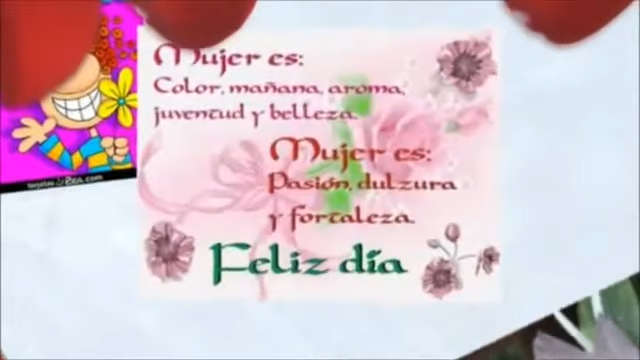 Mujer es:
Color, mañana, aroma,
juventud y belleza.
Mujer es:
Pasión, dulzura
y fortaleza.
Feliz día